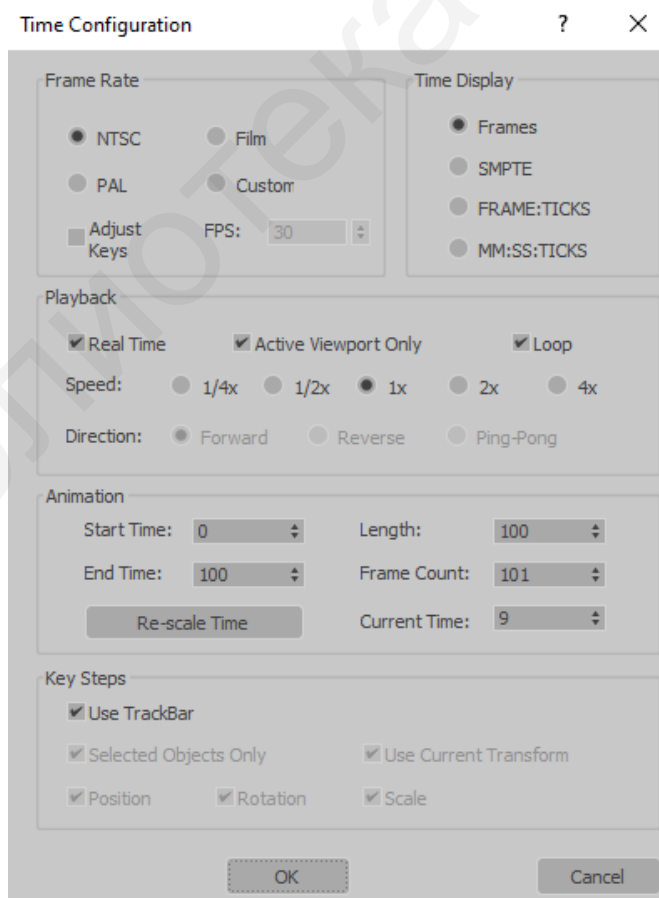 Time Configuration ? ×
Frame Rate
NTSC Film
PAL Custom
Adjust Keys FPS: 30
Time Display
Frames
SMPTE
FRAME:TICKS
MM:SS:TICKS
Playback
Real Time Active Viewport Only Loop
Speed: 1/4x 1/2x 1x 2x 4x
Direction: Forward Reverse Ping-Pong
Animation
Start Time: 0 Length: 100
End Time: 100 Frame Count: 101
Re-scale Time Current Time: 9
Key Steps
Use TrackBar
Selected Objects Only Use Current Transform
Position Rotation Scale
OK Cancel